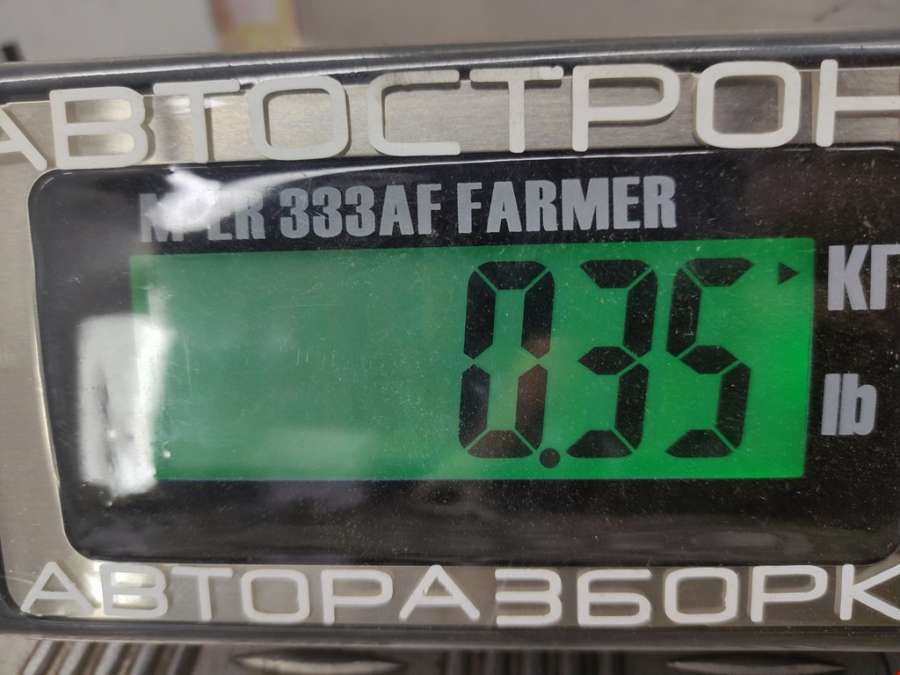 АВТОСТРОН
333AF FARMER
0.35
КГ
lb
АВТОРАЗБОРК